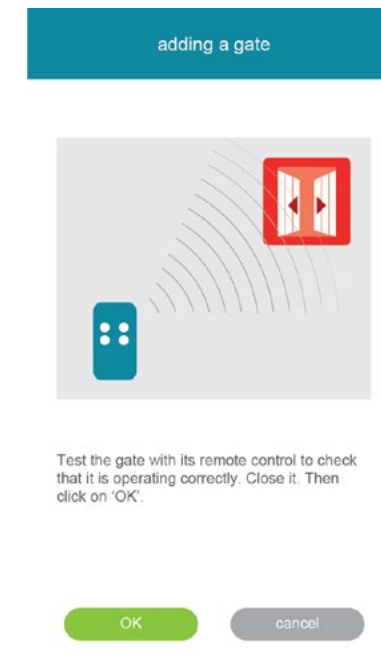 adding a gate
Test the gate with its remote control to check
that it is operating correctly. Close it. Then
click on ‘OK’.
OK
cancel